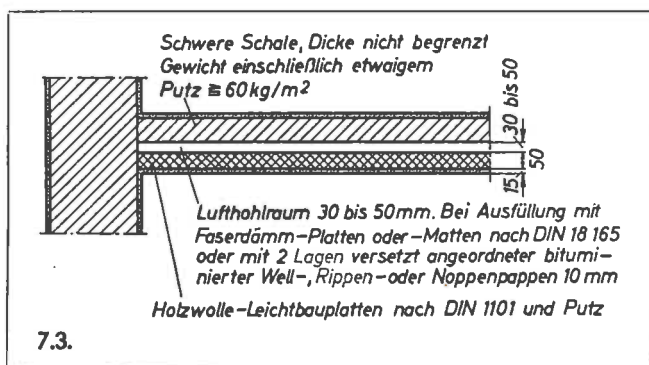 Schwere Schale, Dicke nicht begrenzt
Gewicht einschließlich etwaigem
Putz ≧ 60 kg/m²
30 bis 50
50
15
Lufthohlraum 30 bis 50mm. Bei Ausfüllung mit
Faserdämm-Platten oder -Matten nach DIN 18 165
oder mit 2 Lagen versetzt angeordneter bitumi-
nierter Well-, Rippen- oder Noppenpappen 10 mm
Holzwolle-Leichtbauplatten nach DIN 1101 und Putz
7.3.